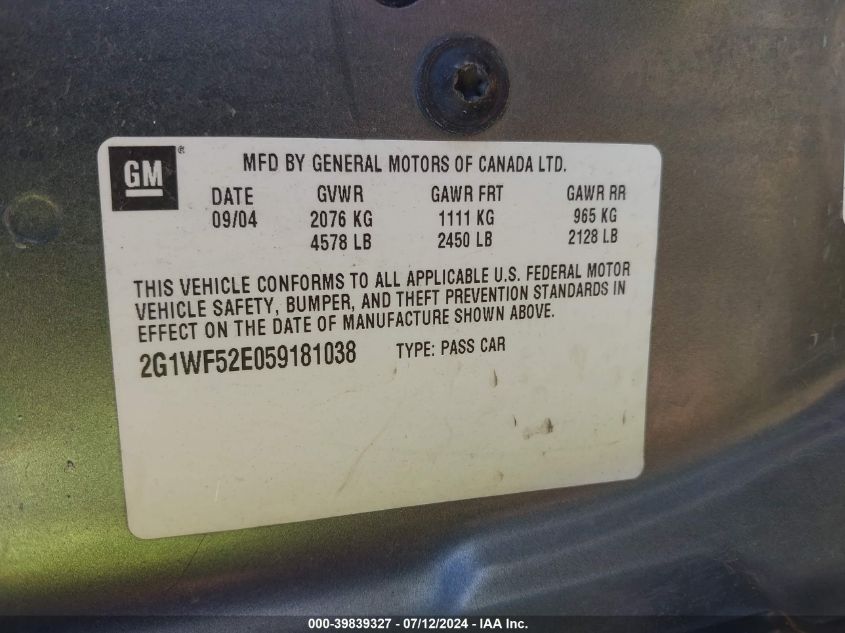 GM®
MFD BY GENERAL MOTORS OF CANADA LTD.
DATE GVWR GAWR FRT GAWR RR
09/04 2076 KG 1111 KG 965 KG
4578 LB 2450 LB 2128 LB
THIS VEHICLE CONFORMS TO ALL APPLICABLE U.S. FEDERAL MOTOR
VEHICLE SAFETY, BUMPER, AND THEFT PREVENTION STANDARDS IN
EFFECT ON THE DATE OF MANUFACTURE SHOWN ABOVE.
2G1WF52E059181038 TYPE: PASS CAR
000-39839327 - 07/12/2024 - IAA Inc.